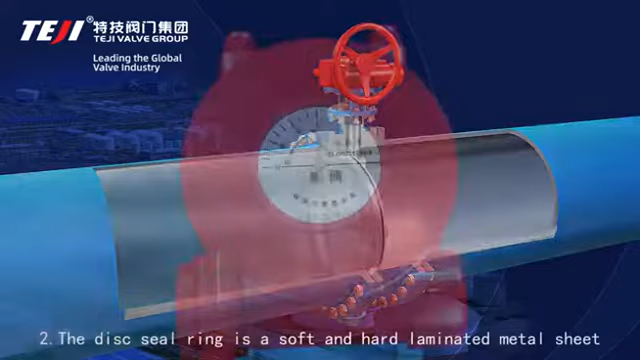 TEJI® 特技阀门集团
TEJI VALVE GROUP
Leading the Global
Valve Industry
2.The disc seal ring is a soft and hard laminated metal sheet